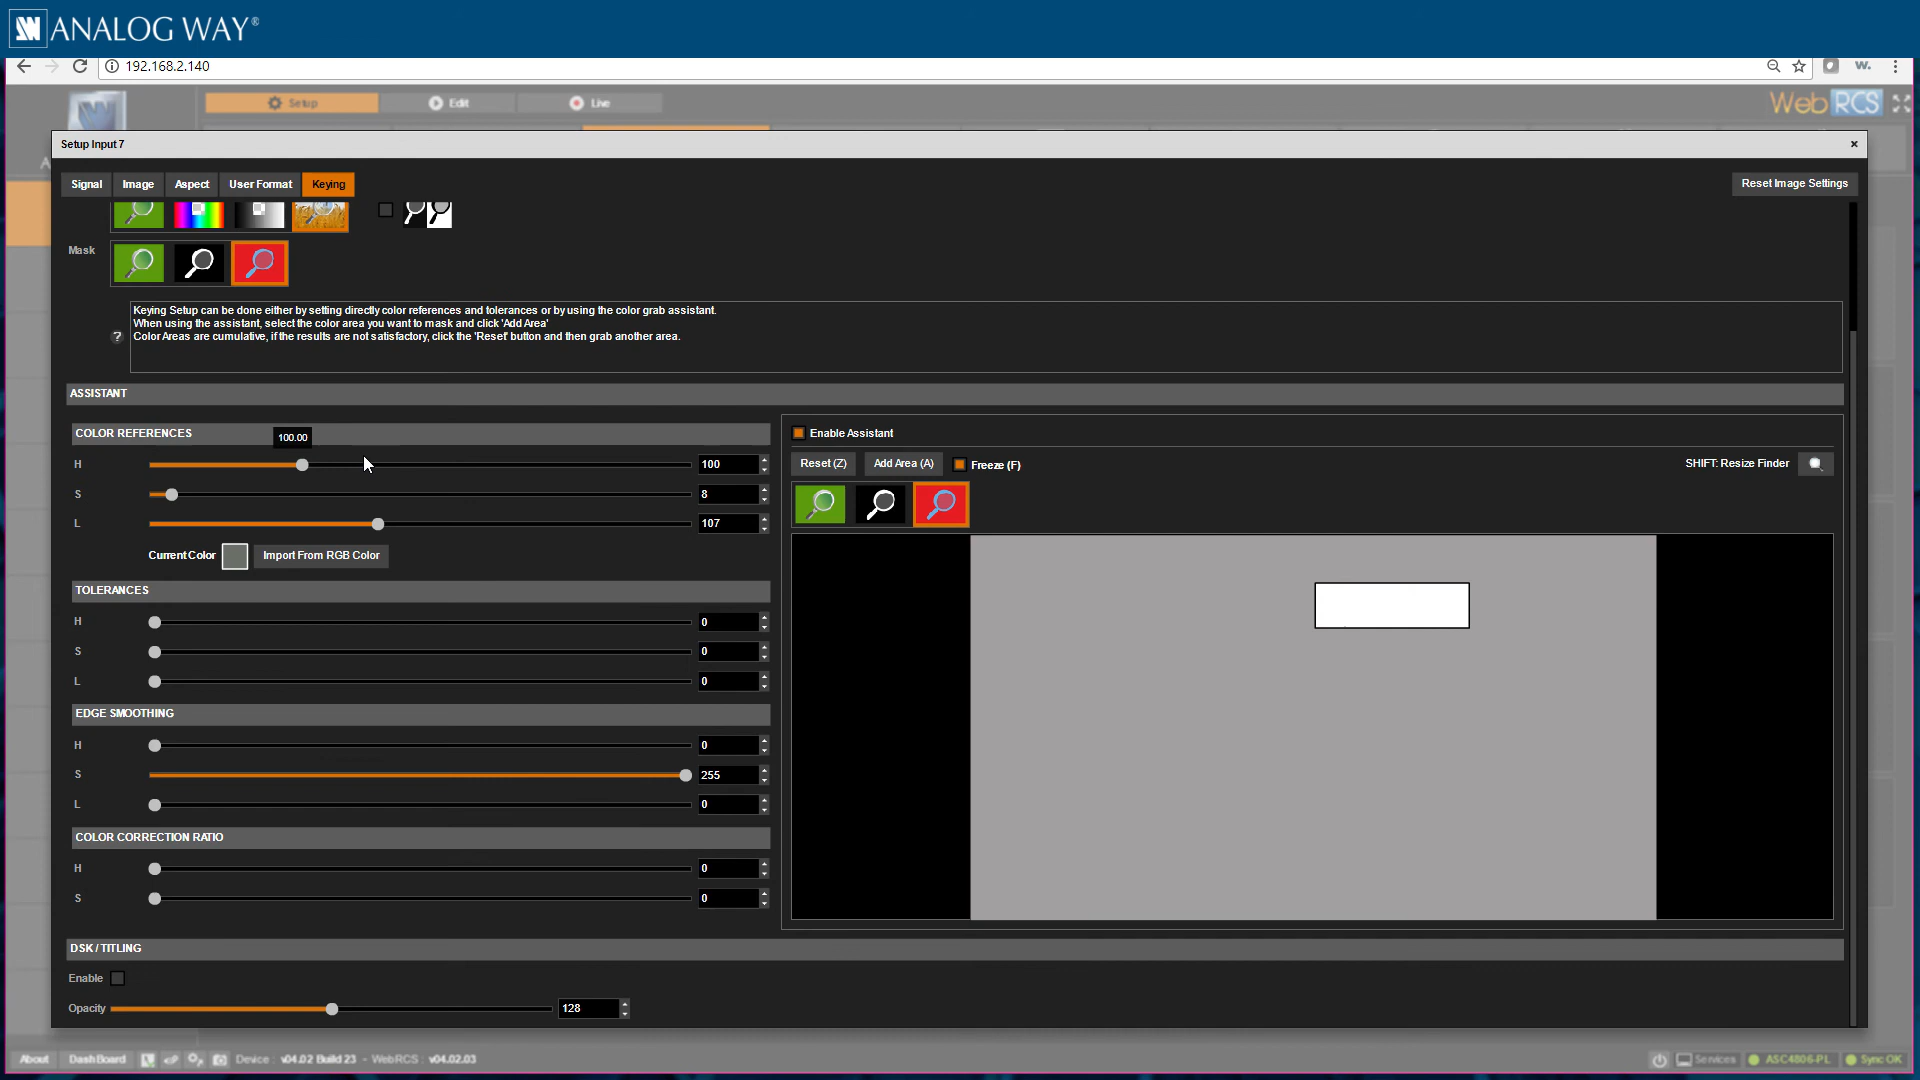 ANALOG WAY®
192.168.2.140
Setup
Edit
Live
WebRCS
Setup Input 7
×
Signal
Image
Aspect
User Format
Keying
Reset Image Settings
Mask
Keying Setup can be done either by setting directly color references and tolerances or by using the color grab assistant.
When using the assistant, select the color area you want to mask and click 'Add Area'
Color Areas are cumulative, if the results are not satisfactory, click the 'Reset' button and then grab another area.
?
ASSISTANT
COLOR REFERENCES
100.00
H
100
S
8
L
107
Current Color
Import From RGB Color
TOLERANCES
H
0
S
0
L
0
EDGE SMOOTHING
H
0
S
255
L
0
COLOR CORRECTION RATIO
H
0
S
0
Enable Assistant
Reset (Z)
Add Area (A)
Freeze (F)
SHIFT: Resize Finder
DSK / TITLING
Enable
Opacity
128
About
DashBoard
Device : v04.02 Build 23 - WebRCS : v04.02.03
Services
ASC4806-PL
Sync OK